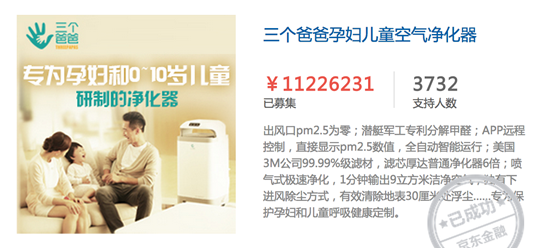 三个
爸爸
THREEPAPAS
专为孕妇和0~10岁儿童
研制的净化器
三个爸爸孕妇儿童空气净化器
¥11226231
已募集
3732
支持人数
出风口pm2.5为零；潜艇军工专利分解甲醛；APP远程
控制，直接显示pm2.5数值，全自动智能运行；美国
3M公司99.99%级滤材，滤芯厚达普通净化器6倍；喷
气式极速净化，1分钟输出9立方米洁净空气，独有下
进风除尘方式，有效清除地表30厘米处浮尘……专为保
护孕妇和儿童呼吸健康定制。
已成功
京东金融